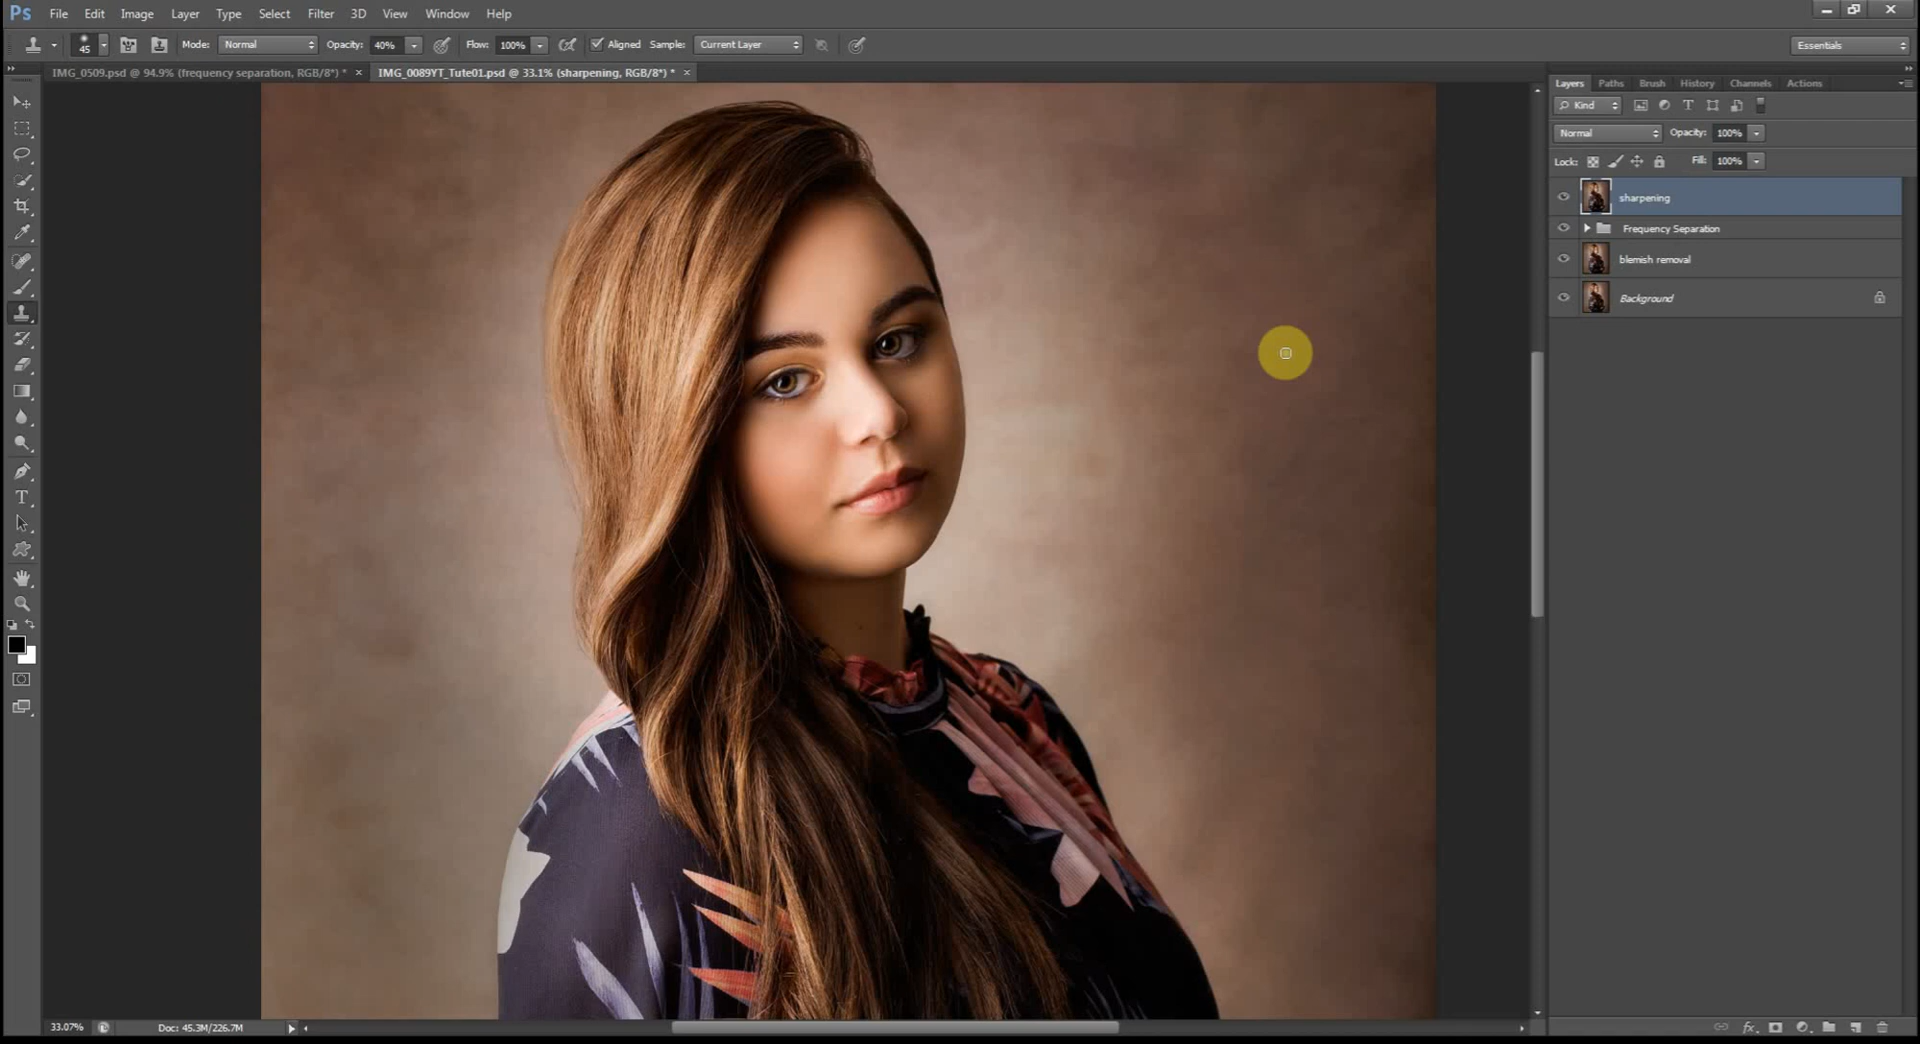 Ps File Edit Image Layer Type Select Filter 3D View Window Help
45 Mode: Normal Opacity: 40% Flow: 100% Aligned Sample: Current Layer Essentials
IMG_0509.psd @ 94.9% (frequency separation, RGB/8*) * × IMG_0089YT_Tute01.psd @ 33.1% (sharpening, RGB/8*) * ×
Layers Paths Brush History Channels Actions
Kind
Normal Opacity: 100%
Lock: Fill: 100%
sharpening
Frequency Separation
blemish removal
Background
33.07% Doc: 45.3M/226.7M